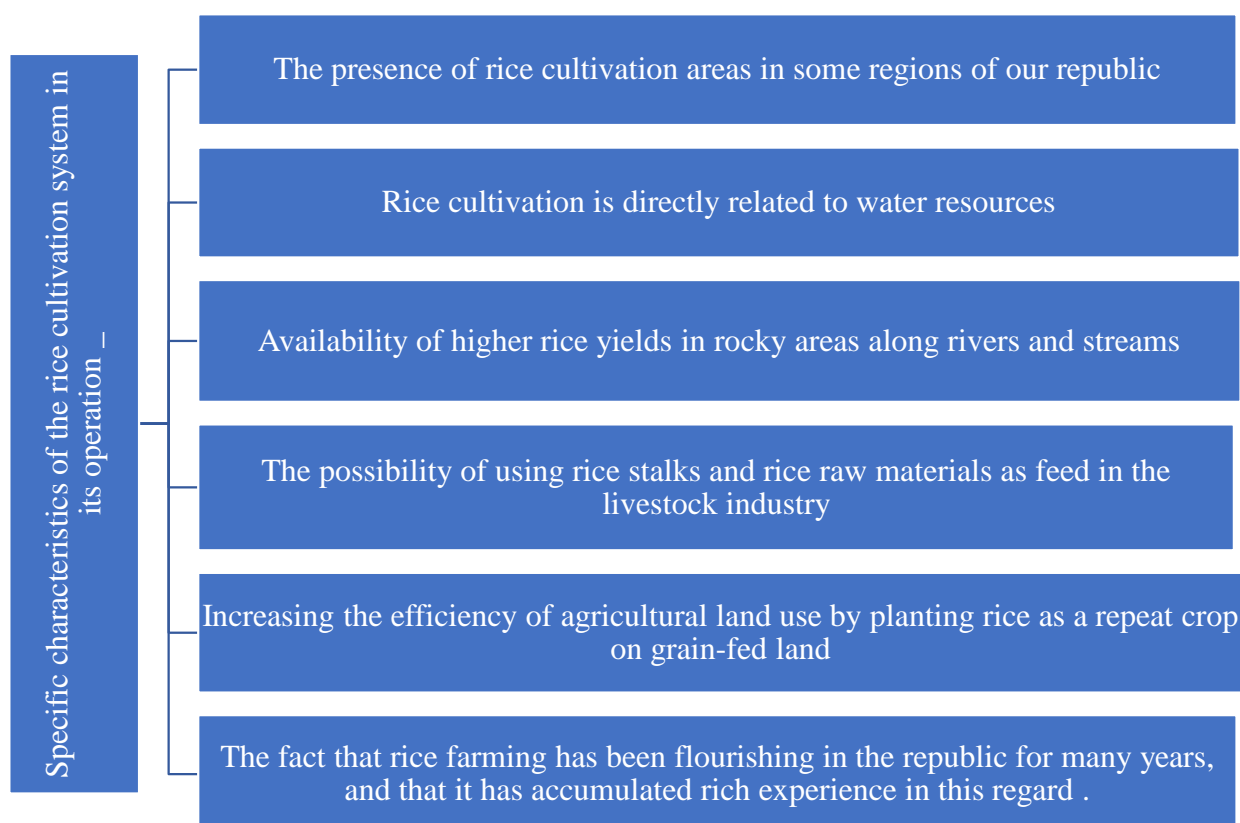 Specific characteristics of the rice cultivation system in
its operation _
The presence of rice cultivation areas in some regions of our republic
Rice cultivation is directly related to water resources
Availability of higher rice yields in rocky areas along rivers and streams
The possibility of using rice stalks and rice raw materials as feed in the
livestock industry
Increasing the efficiency of agricultural land use by planting rice as a repeat crop
on grain-fed land
The fact that rice farming has been flourishing in the republic for many years,
and that it has accumulated rich experience in this regard .